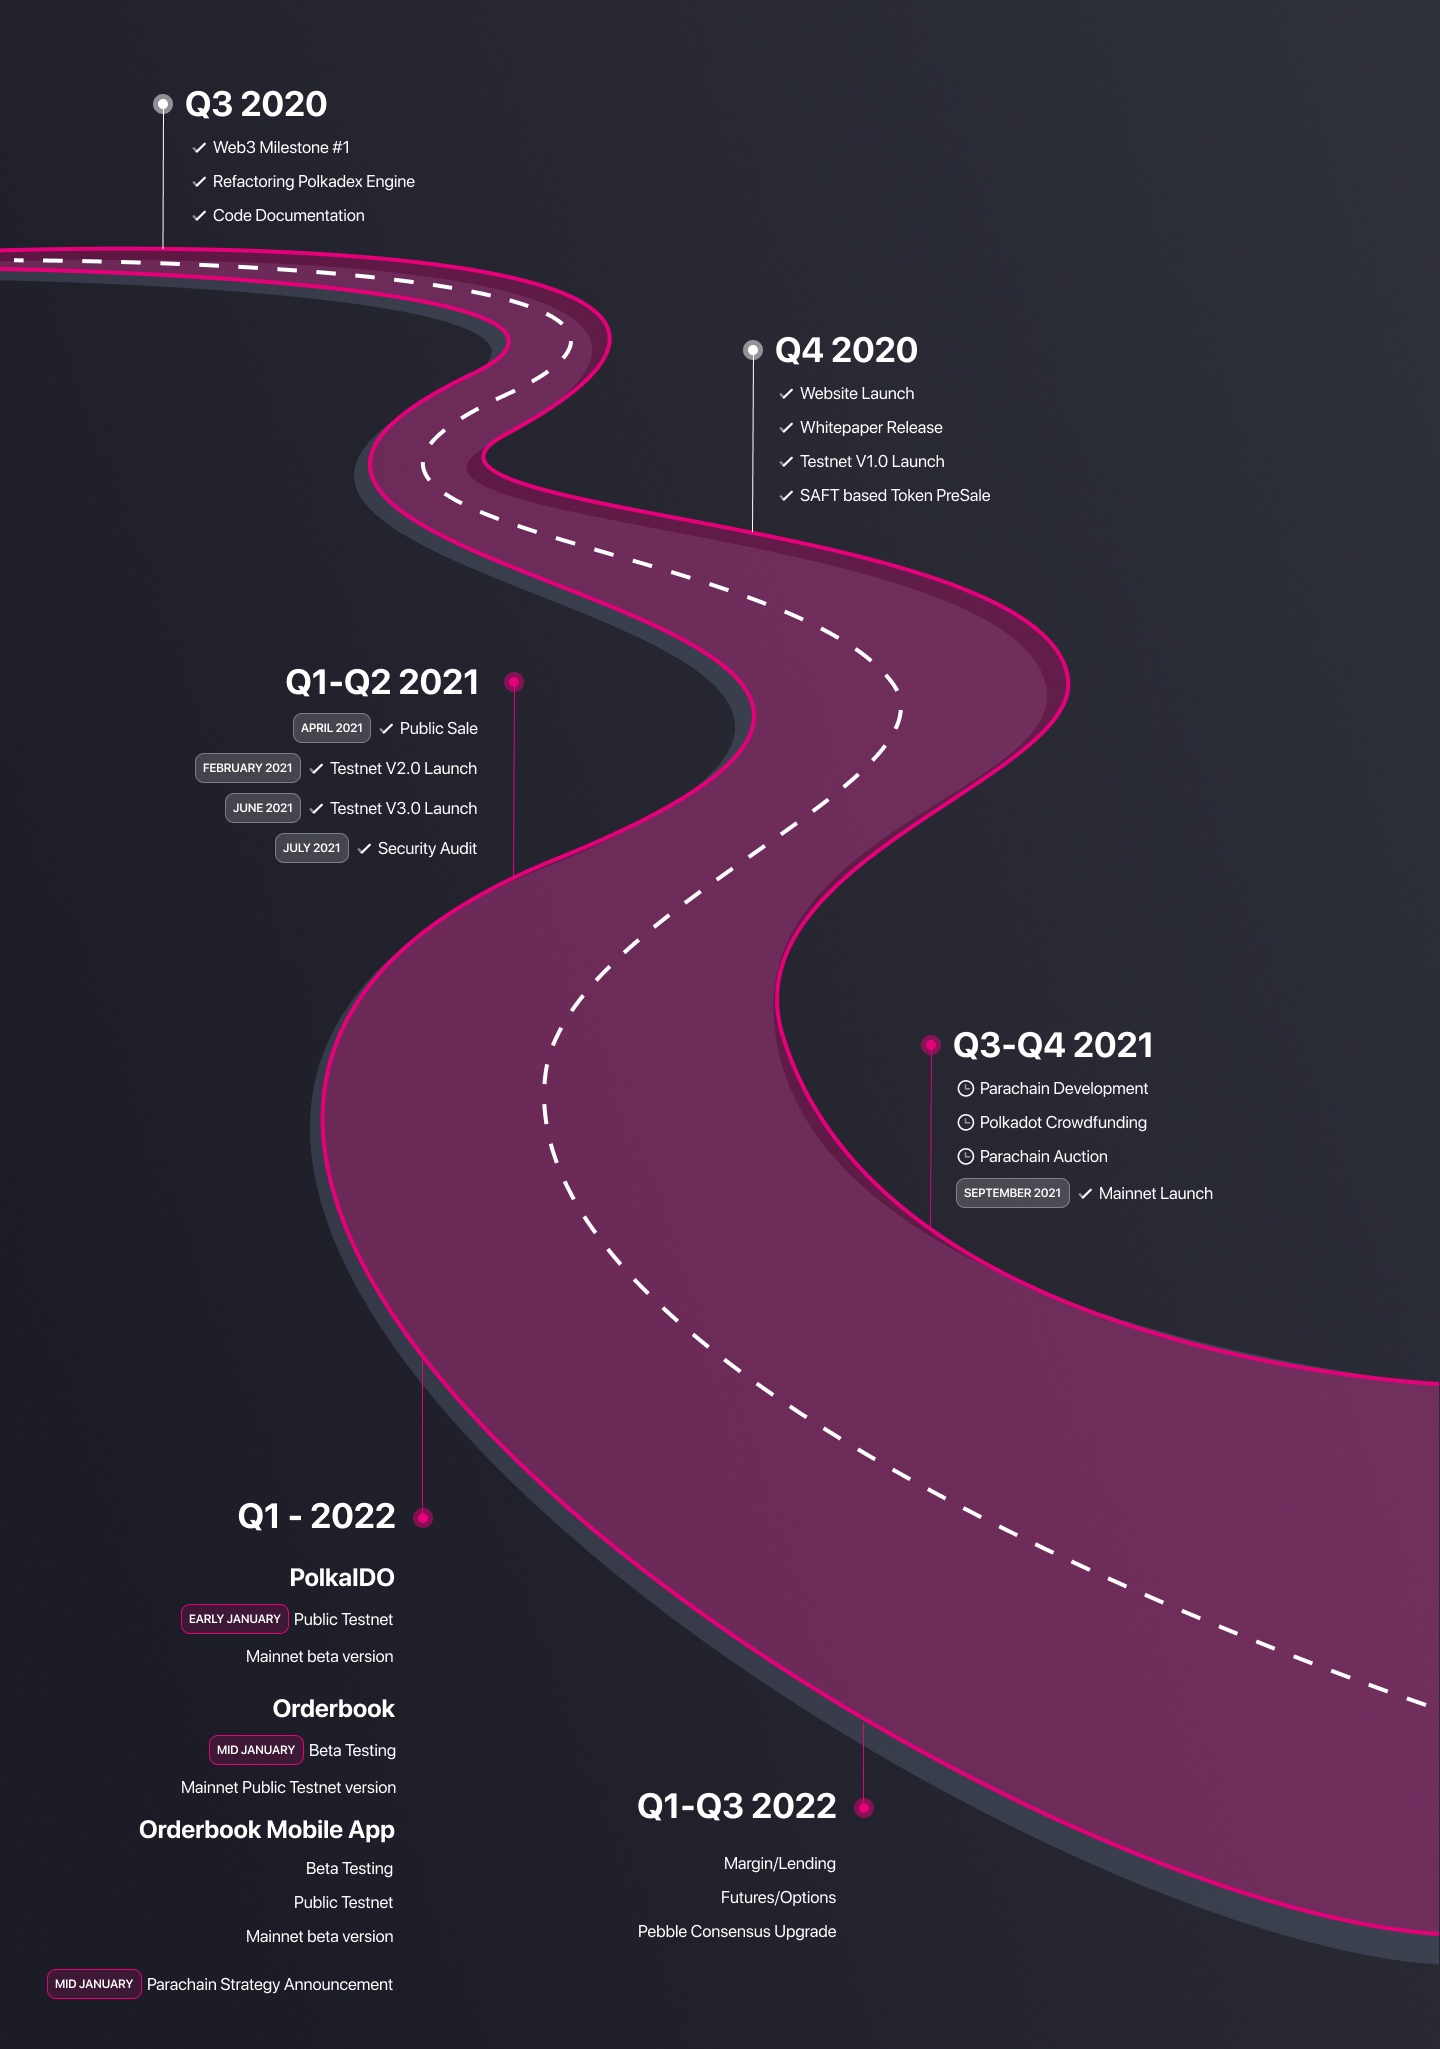 Q3 2020
Web3 Milestone #1
Refactoring Polkadex Engine
Code Documentation
Q4 2020
Website Launch
Whitepaper Release
Testnet V1.0 Launch
SAFT based Token PreSale
Q1-Q2 2021
APRIL 2021 Public Sale
FEBRUARY 2021 Testnet V2.0 Launch
JUNE 2021 Testnet V3.0 Launch
JULY 2021 Security Audit
Q3-Q4 2021
Parachain Development
Polkadot Crowdfunding
Parachain Auction
SEPTEMBER 2021 Mainnet Launch
Q1 - 2022
PolkaIDO
EARLY JANUARY Public Testnet
Mainnet beta version
Orderbook
MID JANUARY Beta Testing
Mainnet Public Testnet version
Orderbook Mobile App
Beta Testing
Public Testnet
Mainnet beta version
MID JANUARY Parachain Strategy Announcement
Q1-Q3 2022
Margin/Lending
Futures/Options
Pebble Consensus Upgrade